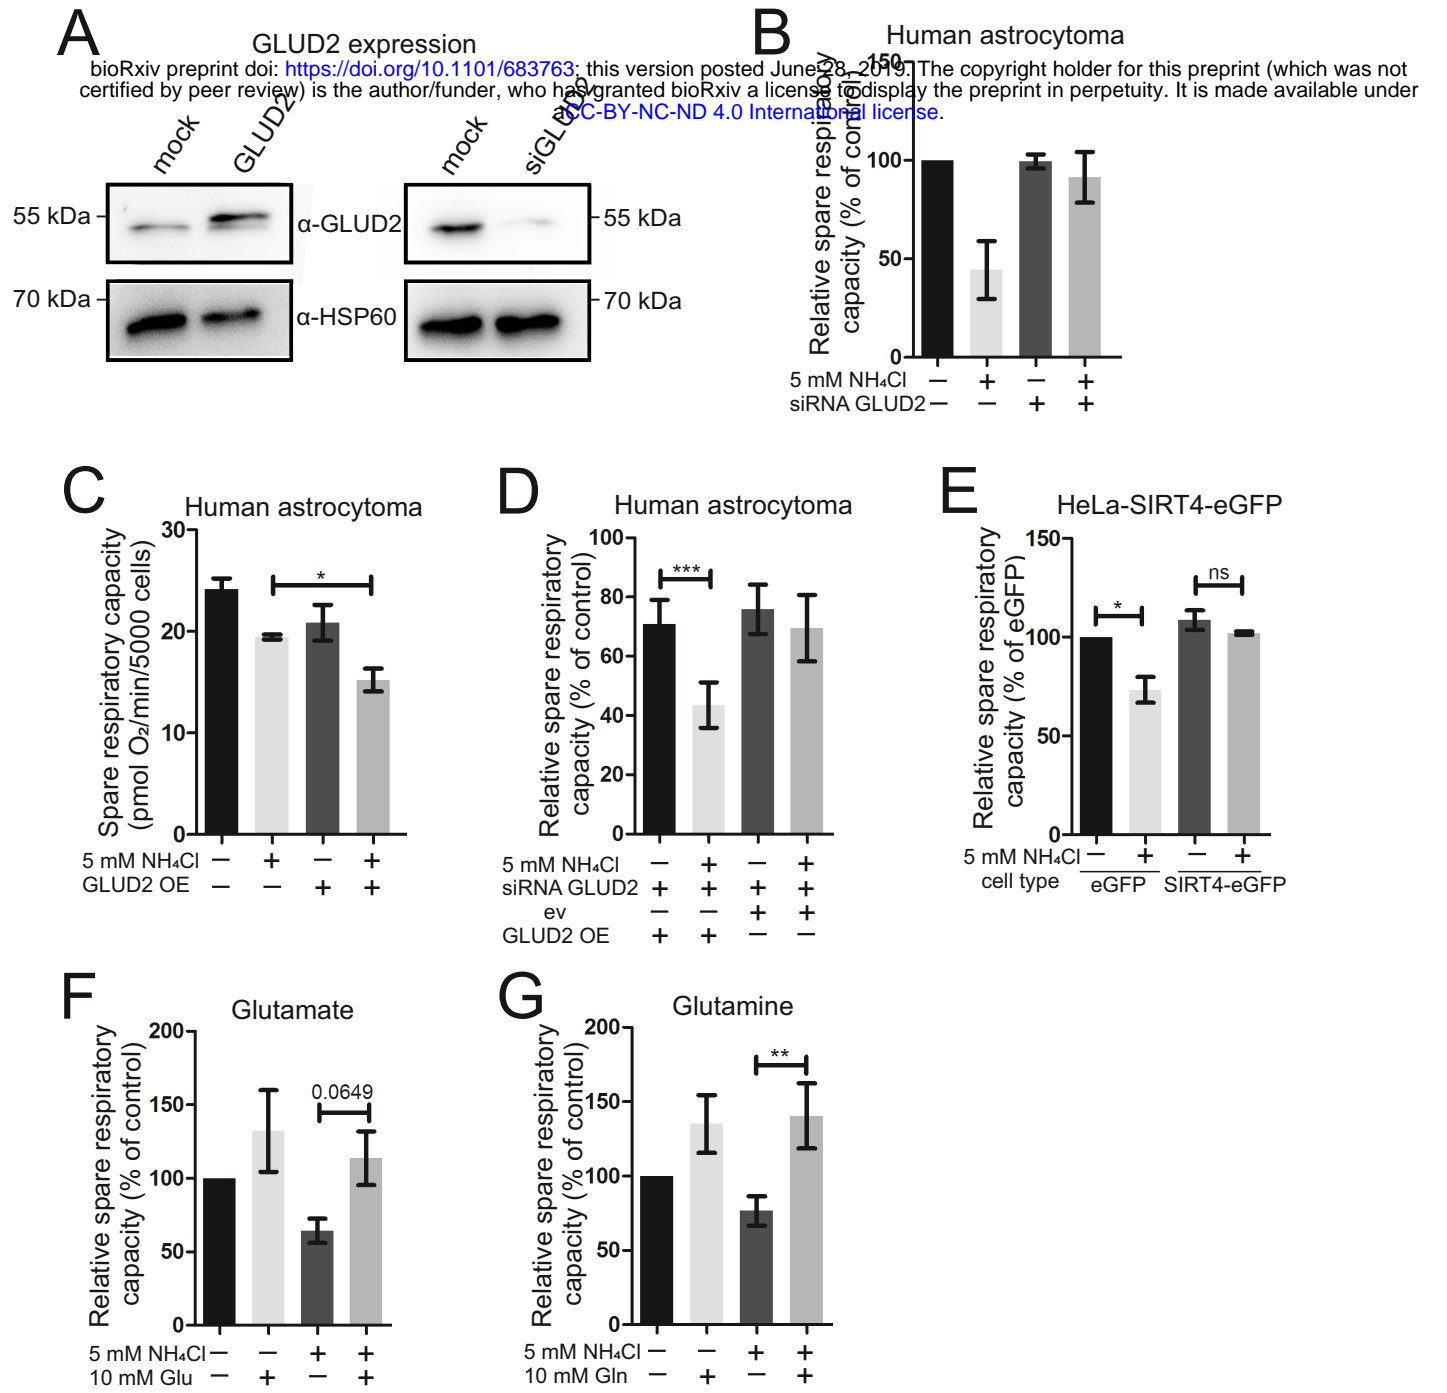 A
B
GLUD2 expression
Human astrocytoma
bioRxiv preprint doi: https://doi.org/10.1101/683763; this version posted June 28, 2019. The copyright holder for this preprint (which was not
certified by peer review) is the author/funder, who has granted bioRxiv a license to display the preprint in perpetuity. It is made available under
aCC-BY-NC-ND 4.0 International license.
mock
GLUD2
mock
siGLUD2
55 kDa
α-GLUD2
55 kDa
70 kDa
α-HSP60
70 kDa
Relative spare respiratory
capacity (% of control)
150
100
50
0
5 mM NH₄Cl − + − +
siRNA GLUD2 − − + +
C
Human astrocytoma
Spare respiratory capacity
(pmol O₂/min/5000 cells)
30
20
10
0
*
5 mM NH₄Cl − + − +
GLUD2 OE − − + +
D
Human astrocytoma
Relative spare respiratory
capacity (% of control)
100
80
60
40
20
0
***
5 mM NH₄Cl − + − +
siRNA GLUD2 + + + +
ev − − + +
GLUD2 OE + + − −
E
HeLa-SIRT4-eGFP
Relative spare respiratory
capacity (% of eGFP)
150
100
50
0
*
ns
5 mM NH₄Cl − + − +
cell type eGFP SIRT4-eGFP
F
Glutamate
Relative spare respiratory
capacity (% of control)
200
150
100
50
0
0.0649
5 mM NH₄Cl − − + +
10 mM Glu − + − +
G
Glutamine
Relative spare respiratory
capacity (% of control)
200
150
100
50
0
**
5 mM NH₄Cl − − + +
10 mM Gln − + − +